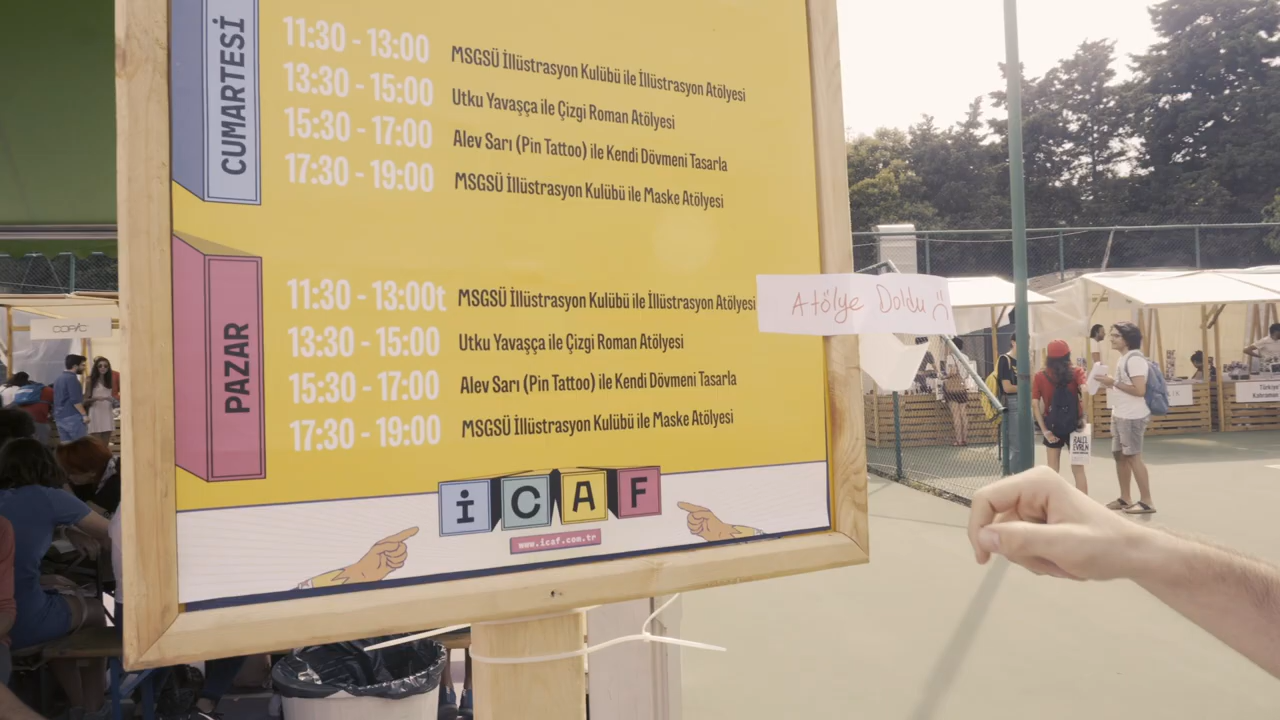 CUMARTESİ
11:30 - 13:00 MSGSÜ İllüstrasyon Kulübü ile İllüstrasyon Atölyesi
13:30 - 15:00 Utku Yavaşça ile Çizgi Roman Atölyesi
15:30 - 17:00 Alev Sarı (Pin Tattoo) ile Kendi Dövmeni Tasarla
17:30 - 19:00 MSGSÜ İllüstrasyon Kulübü ile Maske Atölyesi
PAZAR
11:30 - 13:00t MSGSÜ İllüstrasyon Kulübü ile İllüstrasyon Atölyesi
Atölye Doldu
13:30 - 15:00 Utku Yavaşça ile Çizgi Roman Atölyesi
15:30 - 17:00 Alev Sarı (Pin Tattoo) ile Kendi Dövmeni Tasarla
17:30 - 19:00 MSGSÜ İllüstrasyon Kulübü ile Maske Atölyesi
iCAF
www.icaf.com.tr
COPIC